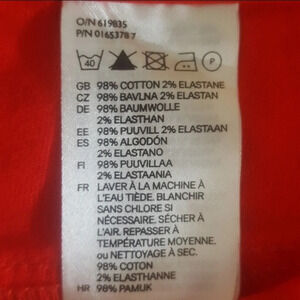 O/N 619835
P/N 01653787
40
P
GB 98% COTTON 2% ELASTANE
CZ 98% BAVLNA 2% ELASTAN
DE 98% BAUMWOLLE
2% ELASTHAN
EE 98% PUUVILL 2% ELASTAAN
ES 98% ALGODÓN
2% ELASTANO
FI 98% PUUVILLAA
2% ELASTAANIA
FR LAVER À LA MACHINE À
L'EAU TIÈDE. BLANCHIR
SANS CHLORE SI
NÉCESSAIRE. SÉCHER À
L'AIR. REPASSER À
TEMPÉRATURE MOYENNE.
ou NETTOYAGE À SEC.
98% COTON
2% ELASTHANNE
HR 98% PAMUK